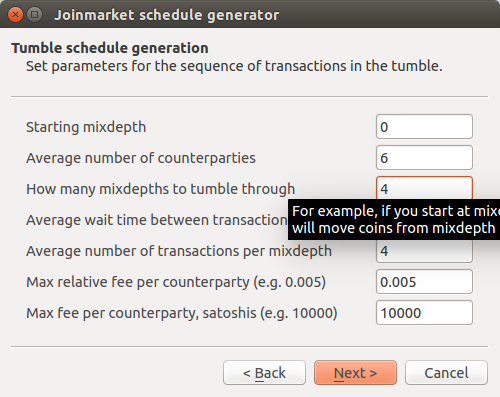 Joinmarket schedule generator
Tumble schedule generation
Set parameters for the sequence of transactions in the tumble.
Starting mixdepth 0
Average number of counterparties 6
How many mixdepths to tumble through 4
Average wait time between transaction
For example, if you start at mix
will move coins from mixdepth
Average number of transactions per mixdepth 4
Max relative fee per counterparty (e.g. 0.005) 0.005
Max fee per counterparty, satoshis (e.g. 10000) 10000
< Back Next > Cancel